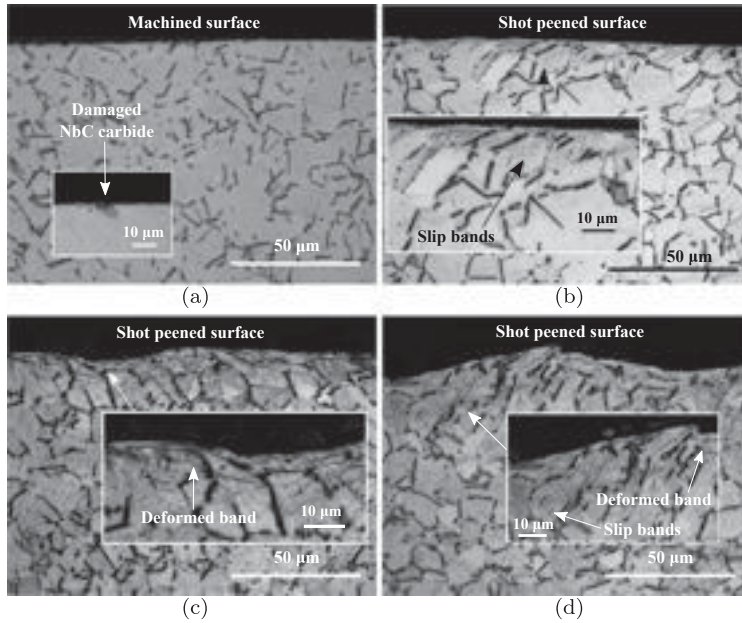 Machined surface
Damaged
NbC carbide
10 μm
50 μm
(a)
Shot peened surface
Slip bands
10 μm
50 μm
(b)
Shot peened surface
Deformed band
10 μm
50 μm
(c)
Shot peened surface
Deformed band
10 μm
Slip bands
50 μm
(d)